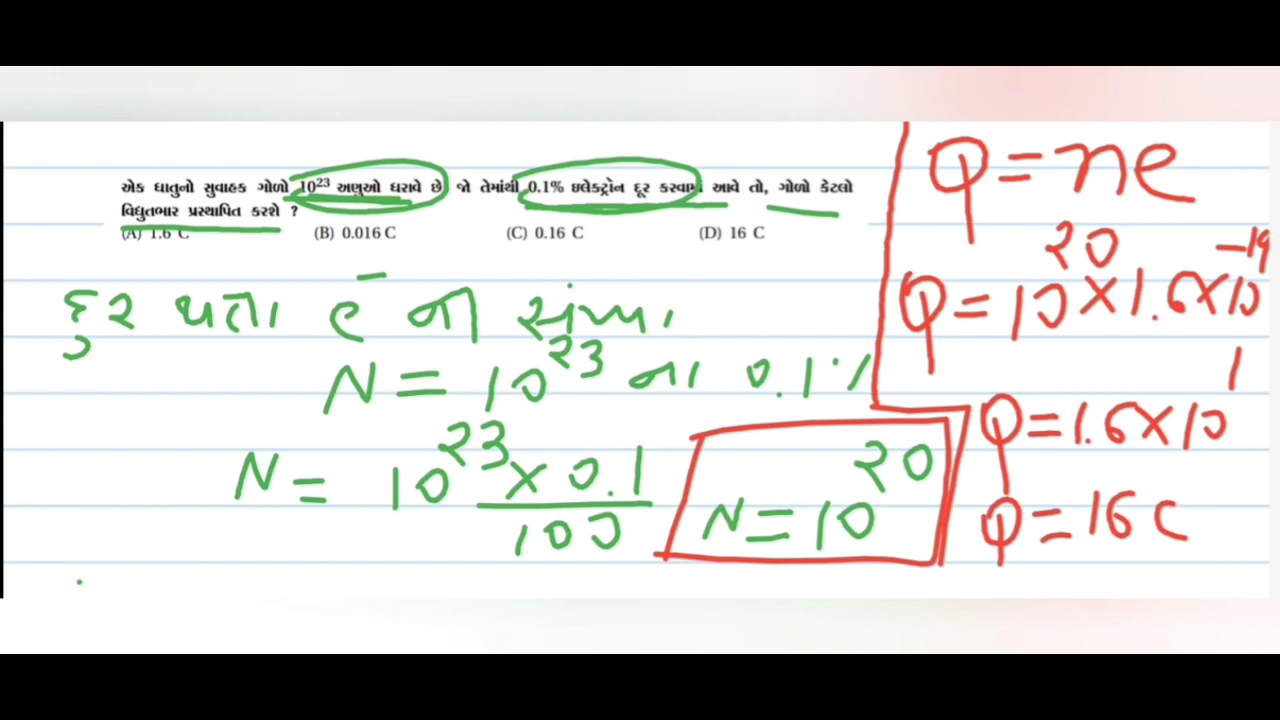 એક ધાતુનો સુવાહક ગોળો 10²³ અણુઓ ધરાવે છે જો તેમાંથી 0.1% ઇલેક્ટ્રૉન દૂર કરવામાં આવે તો, ગોળો કેટલો
વિદ્યુતભાર પ્રસ્થાપિત કરશે ?
(A) 1.6 C (B) 0.016 C (C) 0.16 C (D) 16 C
દુર થતા e⁻ ની સંખ્યા
N = 10²³ ના 0.1%
N = 10²³ × 0.1 / 100
N = 10²⁰
Q = ne
Q = 10²⁰ × 1.6 × 10⁻¹⁹
Q = 1.6 × 10¹
Q = 16 C